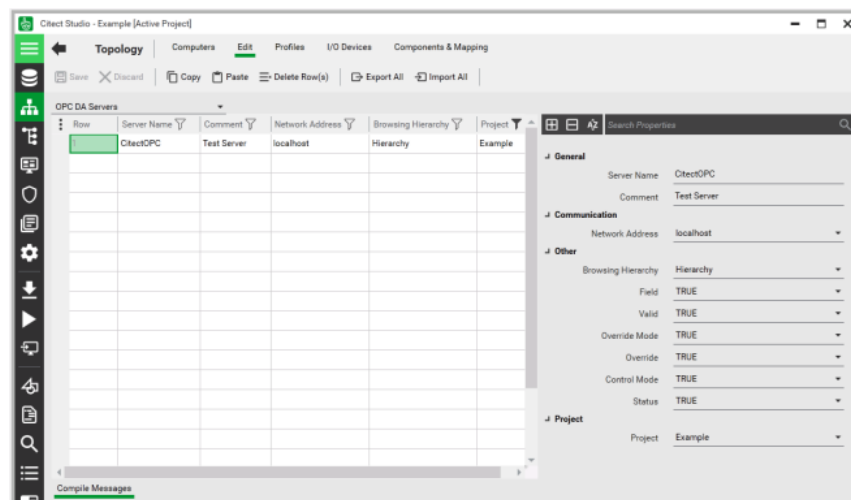 Citect Studio - Example [Active Project]
Topology Computers Edit Profiles I/O Devices Components & Mapping
Save Discard Copy Paste Delete Row(s) Export All Import All
OPC DA Servers
Row Server Name Comment Network Address Browsing Hierarchy Project
1 CitectOPC Test Server localhost Hierarchy Example
Search Properties
General
Server Name CitectOPC
Comment Test Server
Communication
Network Address localhost
Other
Browsing Hierarchy Hierarchy
Field TRUE
Valid TRUE
Override Mode TRUE
Override TRUE
Control Mode TRUE
Status TRUE
Project
Project Example
Compile Messages